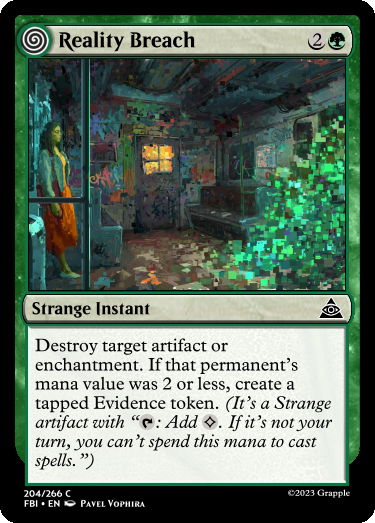 Reality Breach 2
Strange Instant
Destroy target artifact or
enchantment. If that permanent's
mana value was 2 or less, create a
tapped Evidence token. (It's a Strange
artifact with “: Add . If it's not your
turn, you can't spend this mana to cast
spells.”)
204/266 C
FBI • EN PAVEL VOPHIRA
©2023 Grapple